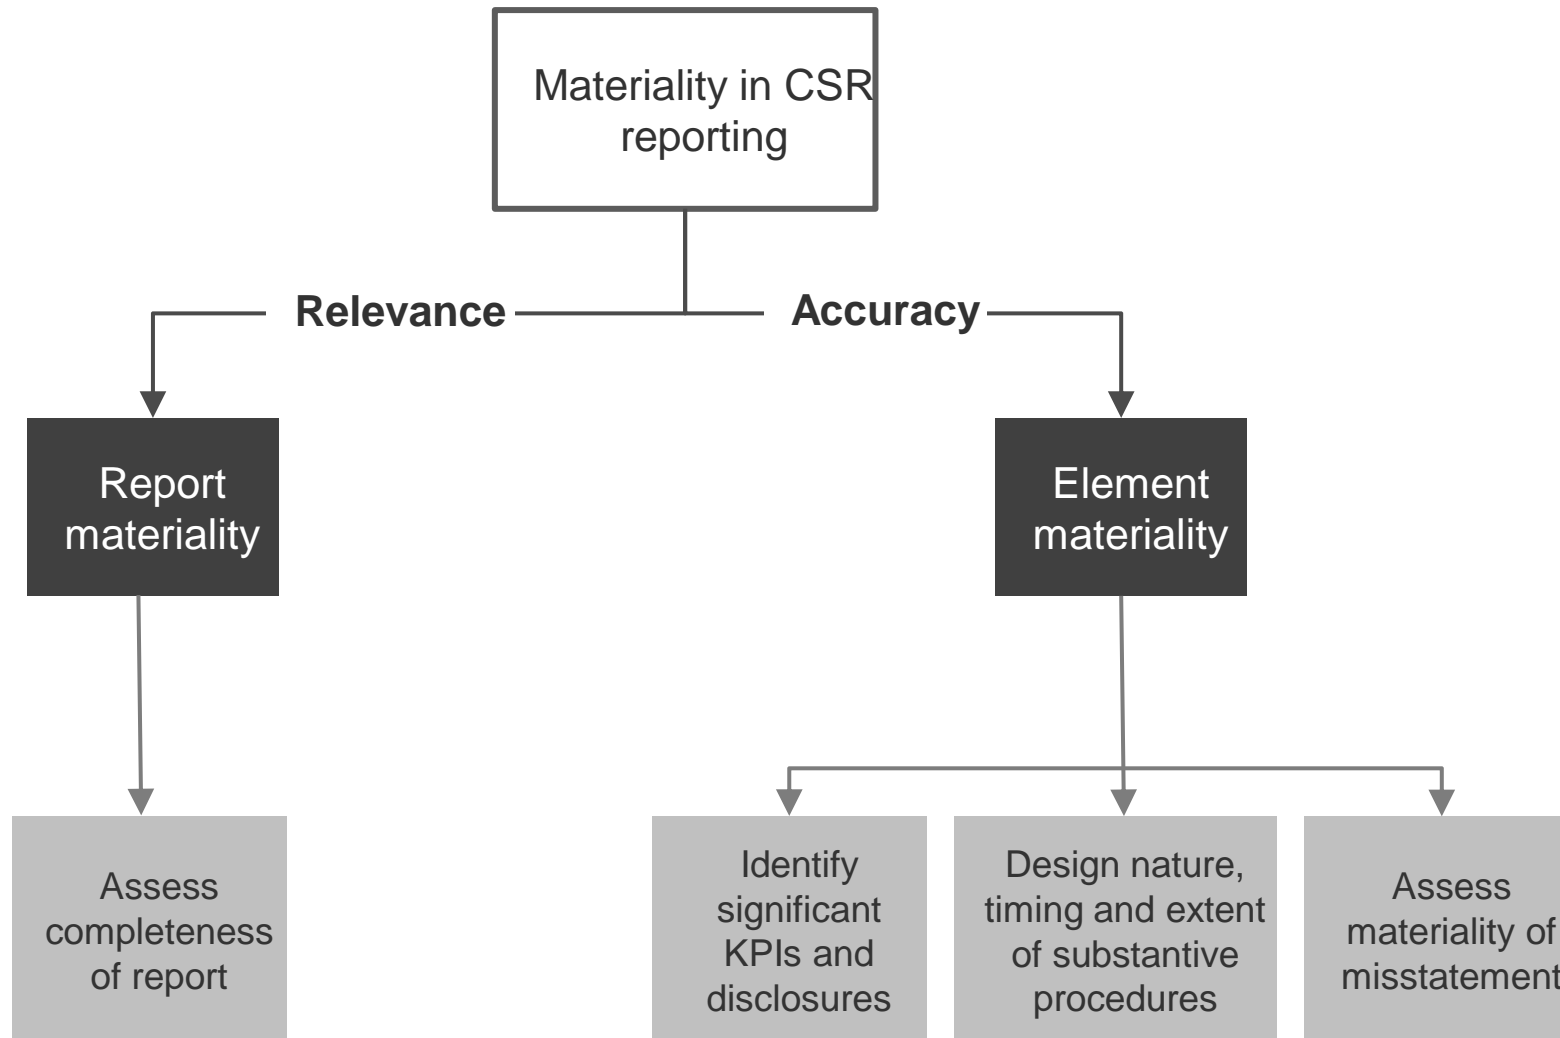 Materiality in CSR
reporting
Relevance
Accuracy
Report
materiality
Element
materiality
Assess
completeness
of report
Identify
significant
KPIs and
disclosures
Design nature,
timing and extent
of substantive
procedures
Assess
materiality of
misstatement